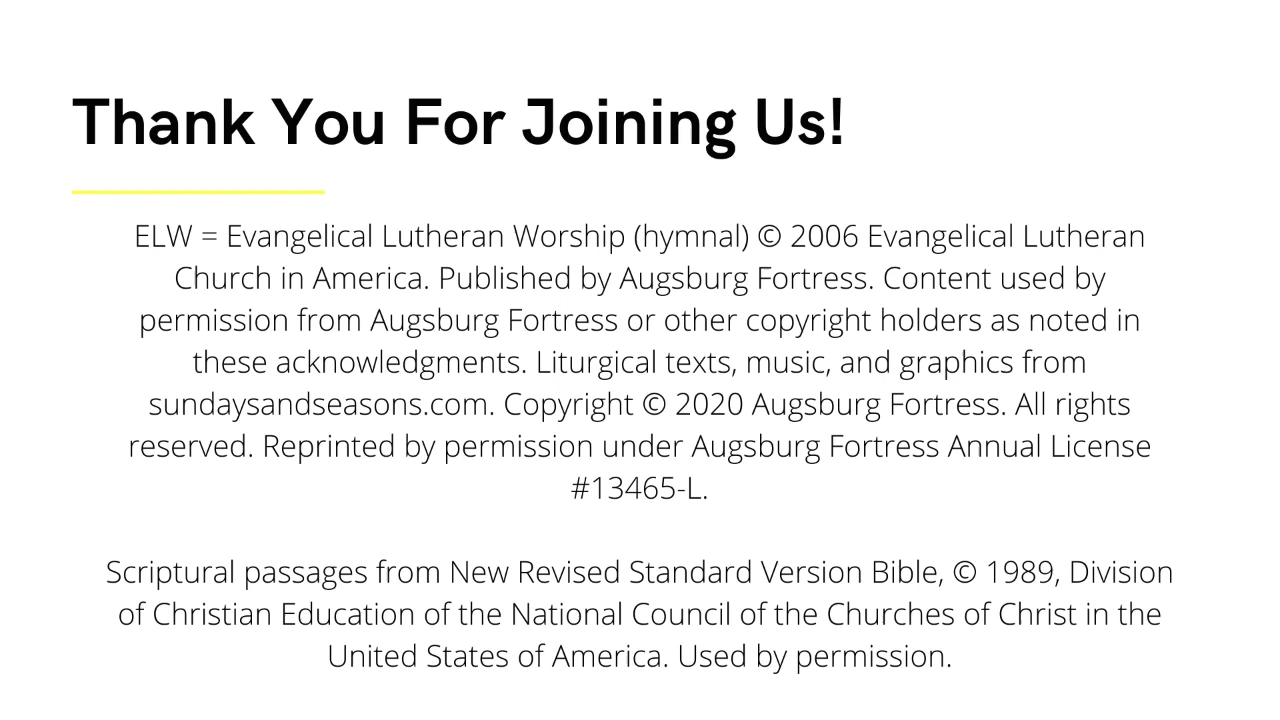 Thank You For Joining Us!
ELW = Evangelical Lutheran Worship (hymnal) © 2006 Evangelical Lutheran
Church in America. Published by Augsburg Fortress. Content used by
permission from Augsburg Fortress or other copyright holders as noted in
these acknowledgments. Liturgical texts, music, and graphics from
sundaysandseasons.com. Copyright © 2020 Augsburg Fortress. All rights
reserved. Reprinted by permission under Augsburg Fortress Annual License
#13465-L.
Scriptural passages from New Revised Standard Version Bible, © 1989, Division
of Christian Education of the National Council of the Churches of Christ in the
United States of America. Used by permission.